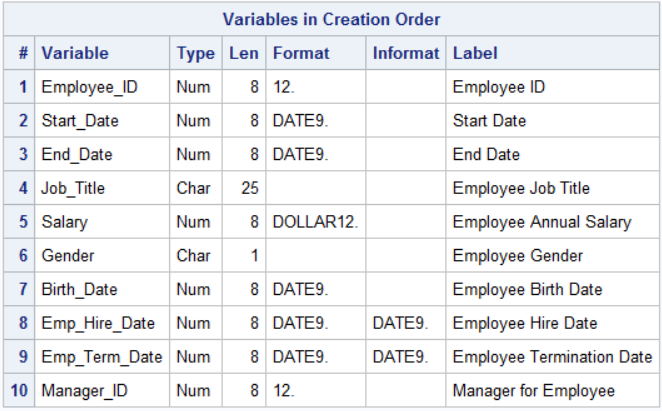 Variables in Creation Order
# Variable Type Len Format Informat Label
1 Employee_ID Num 8 12. Employee ID
2 Start_Date Num 8 DATE9. Start Date
3 End_Date Num 8 DATE9. End Date
4 Job_Title Char 25 Employee Job Title
5 Salary Num 8 DOLLAR12. Employee Annual Salary
6 Gender Char 1 Employee Gender
7 Birth_Date Num 8 DATE9. Employee Birth Date
8 Emp_Hire_Date Num 8 DATE9. DATE9. Employee Hire Date
9 Emp_Term_Date Num 8 DATE9. DATE9. Employee Termination Date
10 Manager_ID Num 8 12. Manager for Employee